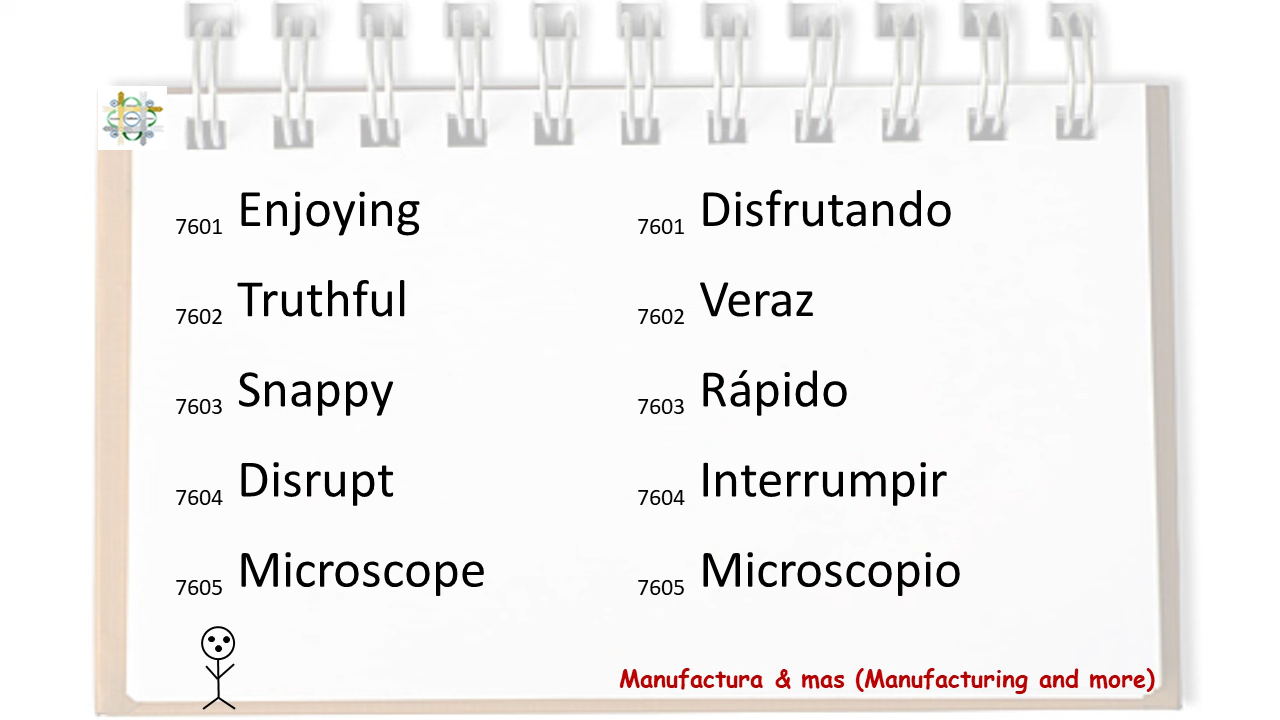 7601 Enjoying 7601 Disfrutando
7602 Truthful 7602 Veraz
7603 Snappy 7603 Rápido
7604 Disrupt 7604 Interrumpir
7605 Microscope 7605 Microscopio
Manufactura & mas (Manufacturing and more)